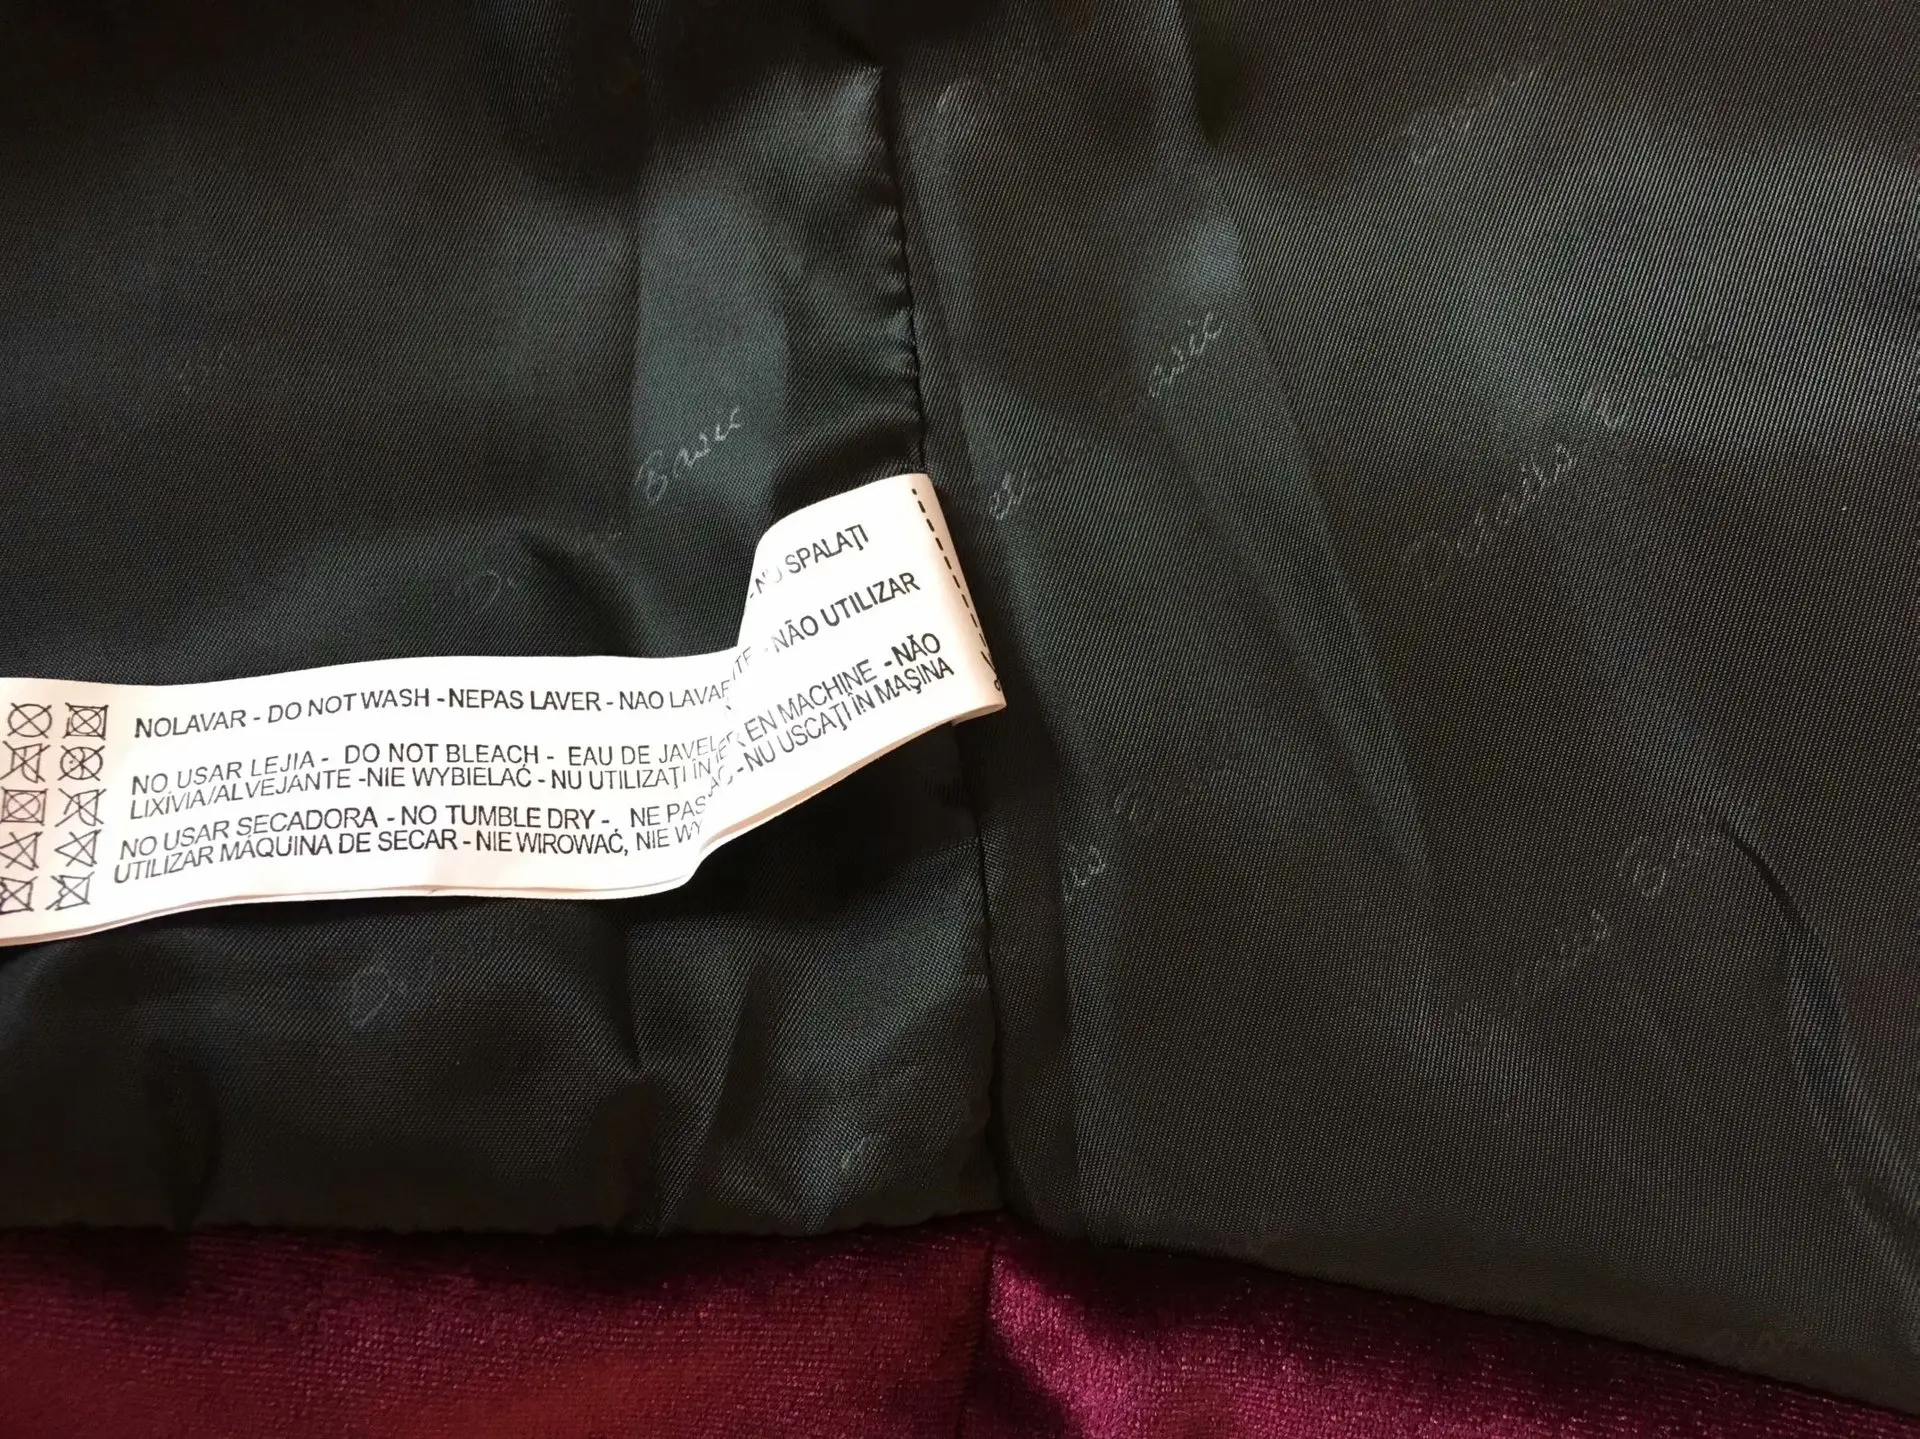 NOLAVAR - DO NOT WASH - NEPAS LAVER - NAO LAVAR - NU SPALAȚI
NO USAR LEJIA - DO NOT BLEACH - EAU DE JAVEL - NÃO UTILIZAR
LIXÍVIA/ALVEJANTE -NIE WYBIELAĆ - NU UTILIZAȚI ÎN
NO USAR SECADORA - NO TUMBLE DRY - NE PAS EN MACHINE - NÃO
UTILIZAR MÁQUINA DE SECAR - NIE WIROWAĆ, NIE - NU USCAȚI ÎN MAȘINA
Basic